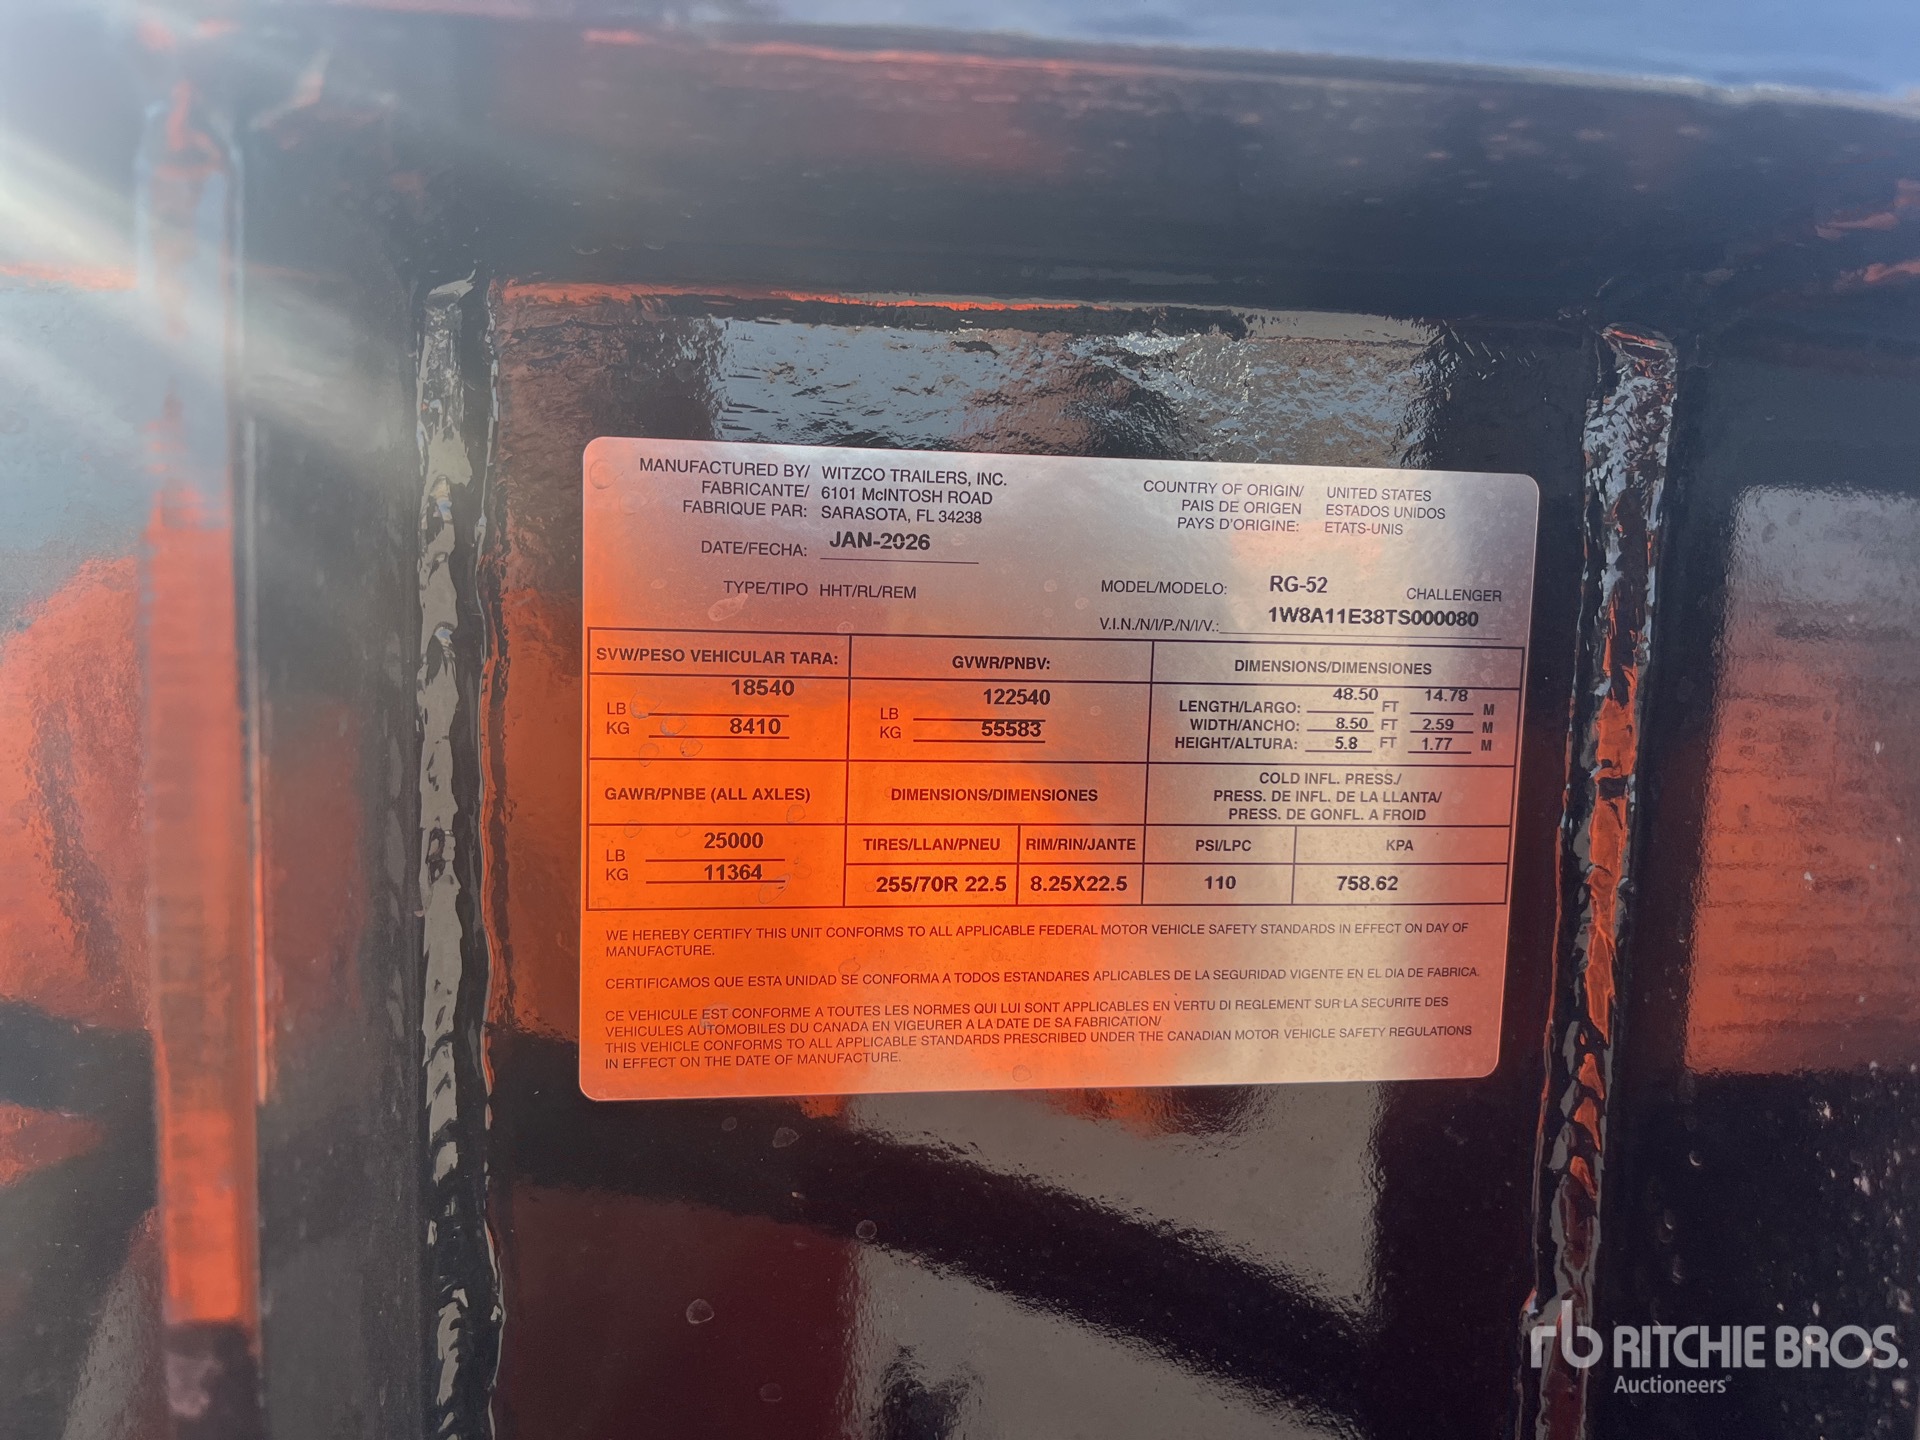 MANUFACTURED BY/ WITZCO TRAILERS, INC.
FABRICANTE/ 6101 McINTOSH ROAD
FABRIQUE PAR: SARASOTA, FL 34238
DATE/FECHA: JAN-2026
TYPE/TIPO HHT/RL/REM
COUNTRY OF ORIGIN/ UNITED STATES
PAIS DE ORIGEN ESTADOS UNIDOS
PAYS D'ORIGINE: ETATS-UNIS
MODEL/MODELO: RG-52 CHALLENGER
V.I.N./N/I/P./N/I/V.: 1W8A11E38TS000080
SVW/PESO VEHICULAR TARA:
LB 18540
KG 8410
GVWR/PNBV:
LB 122540
KG 55583
DIMENSIONS/DIMENSIONES
LENGTH/LARGO: 48.50 FT 14.78 M
WIDTH/ANCHO: 8.50 FT 2.59 M
HEIGHT/ALTURA: 5.8 FT 1.77 M
GAWR/PNBE (ALL AXLES)
LB 25000
KG 11364
DIMENSIONS/DIMENSIONES
TIRES/LLAN/PNEU RIM/RIN/JANTE
255/70R 22.5 8.25X22.5
COLD INFL. PRESS./
PRESS. DE INFL. DE LA LLANTA/
PRESS. DE GONFL. A FROID
PSI/LPC KPA
110 758.62
WE HEREBY CERTIFY THIS UNIT CONFORMS TO ALL APPLICABLE FEDERAL MOTOR VEHICLE SAFETY STANDARDS IN EFFECT ON DAY OF
MANUFACTURE.
CERTIFICAMOS QUE ESTA UNIDAD SE CONFORMA A TODOS ESTANDARES APLICABLES DE LA SEGURIDAD VIGENTE EN EL DIA DE FABRICA.
CE VEHICULE EST CONFORME A TOUTES LES NORMES QUI LUI SONT APPLICABLES EN VERTU DI REGLEMENT SUR LA SECURITE DES
VEHICULES AUTOMOBILES DU CANADA EN VIGEURER A LA DATE DE SA FABRICATION/
THIS VEHICLE CONFORMS TO ALL APPLICABLE STANDARDS PRESCRIBED UNDER THE CANADIAN MOTOR VEHICLE SAFETY REGULATIONS
IN EFFECT ON THE DATE OF MANUFACTURE.
rb RITCHIE BROS.
Auctioneers®